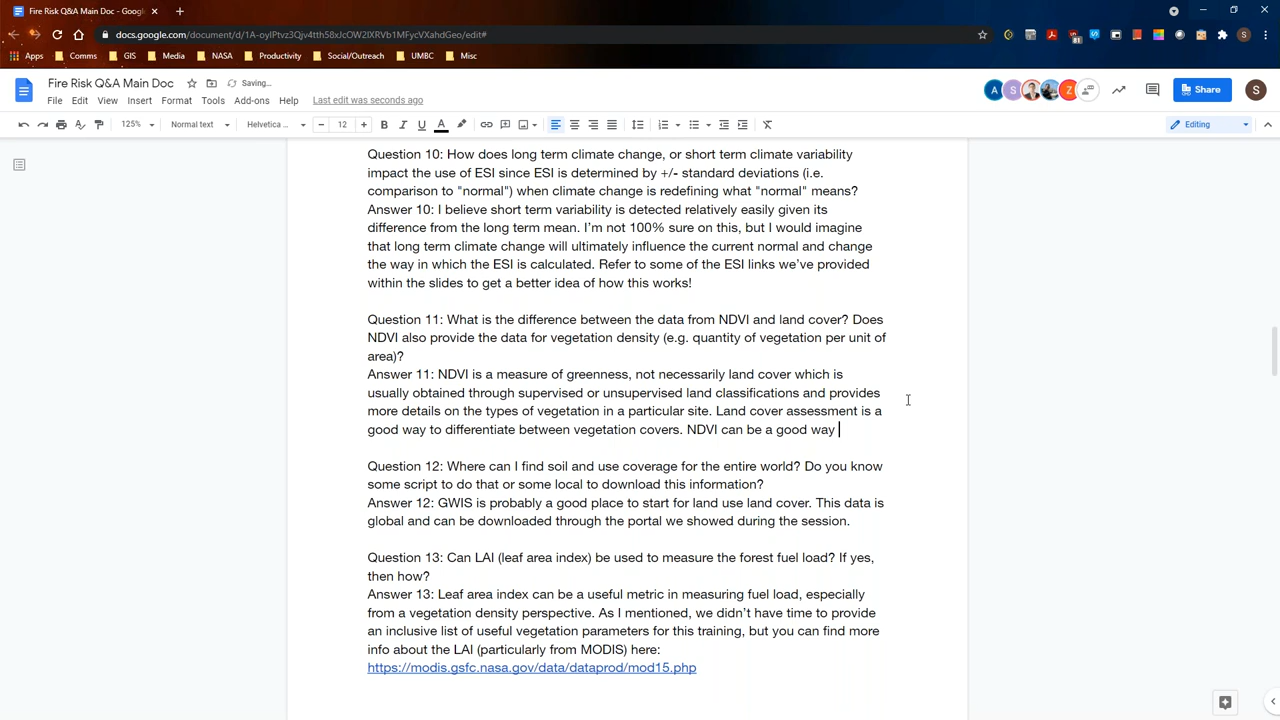 Fire Risk Q&A Main Doc - Googl
docs.google.com/document/d/1A-oyIPtvz3Qjv4tth58xJcOW2IXRVb1MFycVXahdGeo/edit#
Apps Comms GIS Media NASA Productivity Social/Outreach UMBC Misc
Fire Risk Q&A Main Doc Saving...
File Edit View Insert Format Tools Add-ons Help Last edit was seconds ago
A S Z Share S
125% Normal text Helvetica ... 12 Editing
Question 10: How does long term climate change, or short term climate variability
impact the use of ESI since ESI is determined by +/- standard deviations (i.e.
comparison to "normal") when climate change is redefining what "normal" means?
Answer 10: I believe short term variability is detected relatively easily given its
difference from the long term mean. I'm not 100% sure on this, but I would imagine
that long term climate change will ultimately influence the current normal and change
the way in which the ESI is calculated. Refer to some of the ESI links we've provided
within the slides to get a better idea of how this works!
Question 11: What is the difference between the data from NDVI and land cover? Does
NDVI also provide the data for vegetation density (e.g. quantity of vegetation per unit of
area)?
Answer 11: NDVI is a measure of greenness, not necessarily land cover which is
usually obtained through supervised or unsupervised land classifications and provides
more details on the types of vegetation in a particular site. Land cover assessment is a
good way to differentiate between vegetation covers. NDVI can be a good way
Question 12: Where can I find soil and use coverage for the entire world? Do you know
some script to do that or some local to download this information?
Answer 12: GWIS is probably a good place to start for land use land cover. This data is
global and can be downloaded through the portal we showed during the session.
Question 13: Can LAI (leaf area index) be used to measure the forest fuel load? If yes,
then how?
Answer 13: Leaf area index can be a useful metric in measuring fuel load, especially
from a vegetation density perspective. As I mentioned, we didn't have time to provide
an inclusive list of useful vegetation parameters for this training, but you can find more
info about the LAI (particularly from MODIS) here:
https://modis.gsfc.nasa.gov/data/dataprod/mod15.php